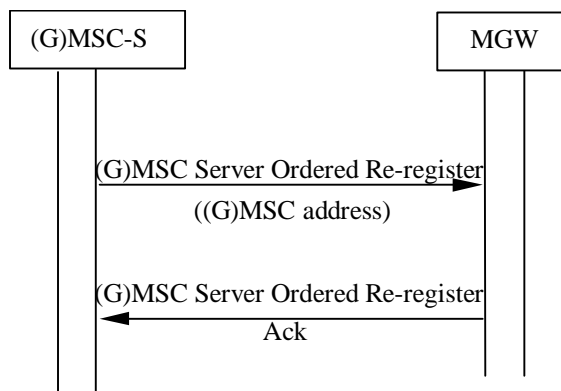 (G)MSC-S
MGW
(G)MSC Server Ordered Re-register
((G)MSC address)
(G)MSC Server Ordered Re-register
Ack